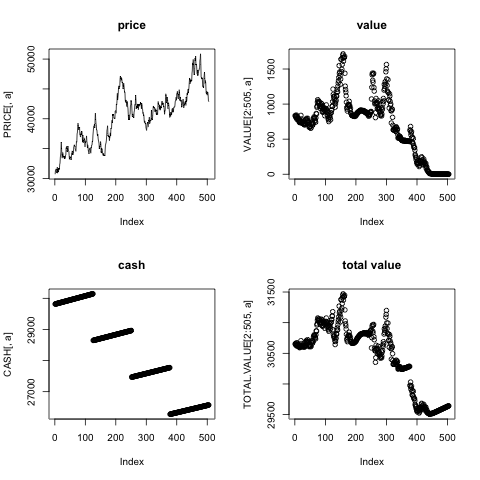 price
PRICE[, a]
30000 40000 50000
0 100 200 300 400 500
Index
value
VALUE[2:505, a]
0 500 1000 1500
0 100 200 300 400 500
Index
cash
CASH[, a]
27000 29000
0 100 200 300 400 500
Index
total value
TOTAL.VALUE[2:505, a]
29500 30500 31500
0 100 200 300 400 500
Index